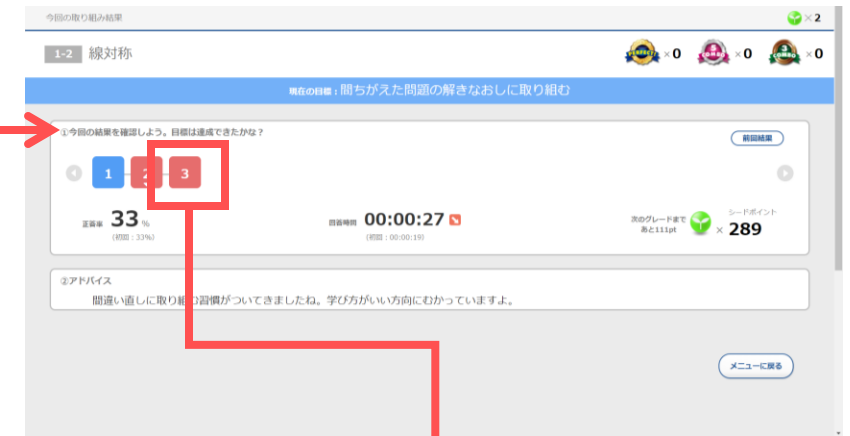 今回の取り組み結果
×2
1-2 線対称
PERFECT ×0 COMBO ×0 3 COMBO ×0
現在の目標：間ちがえた問題の解きなおしに取り組む
①今回の結果を確認しよう。目標は達成できたかな？
前回結果
1 2 3
正答率 33 %
(初回：33%)
回答時間 00:00:27
(初回：00:00:19)
次のグレードまで
あと111pt
シードポイント
× 289
②アドバイス
間違い直しに取り組む習慣がついてきましたね。学び方がいい方向にむかっていますよ。
メニューに戻る